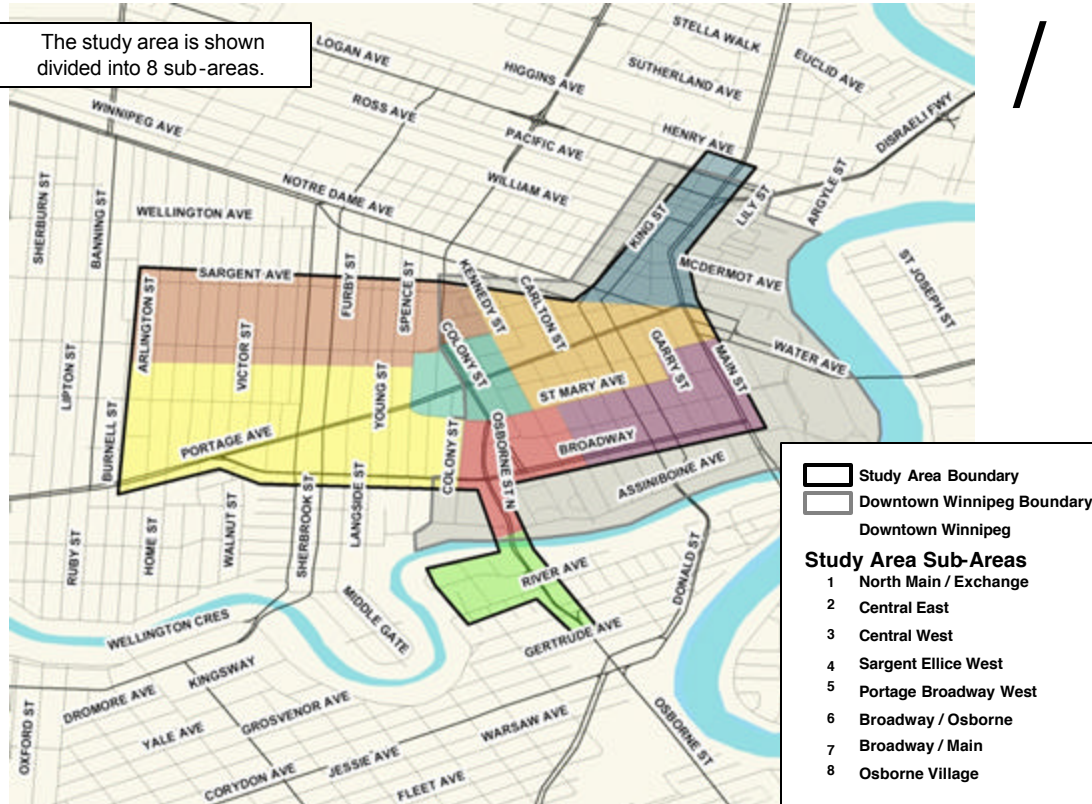 The study area is shown
divided into 8 sub-areas.
/
STELLA WALK
LOGAN AVE
EUCLID AVE
HIGGINS AVE
SUTHERLAND AVE
ROSS AVE
WINNIPEG AVE
DISRAELI FWY
PACIFIC AVE
HENRY AVE
NOTRE DAME AVE
WILLIAM AVE
ARGYLE ST
LILY ST
SHERBURN ST
BANNING ST
WELLINGTON AVE
KING ST
MCDERMOT AVE
ST JOSEPH ST
SARGENT AVE
FURBY ST
SPENCE ST
KENNEDY ST
CARLTON ST
ARLINGTON ST
VICTOR ST
COLONY ST
GARRY ST
MAIN ST
WATER AVE
LIPTON ST
YOUNG ST
ST MARY AVE
BURNELL ST
PORTAGE AVE
COLONY ST
OSBORNE ST N
BROADWAY
ASSINIBOINE AVE
RUBY ST
HOME ST
WALNUT ST
SHERBROOK ST
LANGSIDE ST
RIVER AVE
DONALD ST
MIDDLE GATE
WELLINGTON CRES
GERTRUDE AVE
KINGSWAY
DROMORE AVE
GROSVENOR AVE
OXFORD ST
YALE AVE
WARSAW AVE
OSBORNE ST
JESSIE AVE
CORYDON AVE
FLEET AVE
Study Area Boundary
Downtown Winnipeg Boundary
Downtown Winnipeg
Study Area Sub-Areas
1 North Main / Exchange
2 Central East
3 Central West
4 Sargent Ellice West
5 Portage Broadway West
6 Broadway / Osborne
7 Broadway / Main
8 Osborne Village